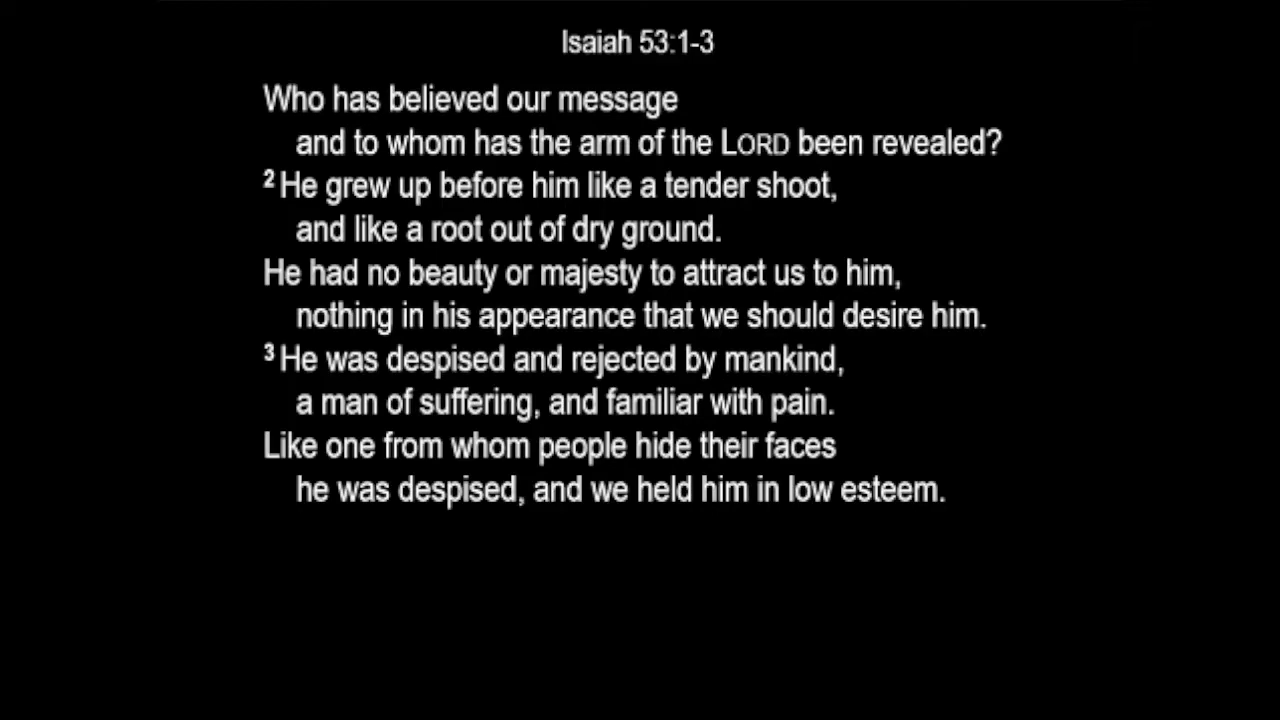 Isaiah 53:1-3
Who has believed our message
and to whom has the arm of the LORD been revealed?
2 He grew up before him like a tender shoot,
and like a root out of dry ground.
He had no beauty or majesty to attract us to him,
nothing in his appearance that we should desire him.
3 He was despised and rejected by mankind,
a man of suffering, and familiar with pain.
Like one from whom people hide their faces
he was despised, and we held him in low esteem.